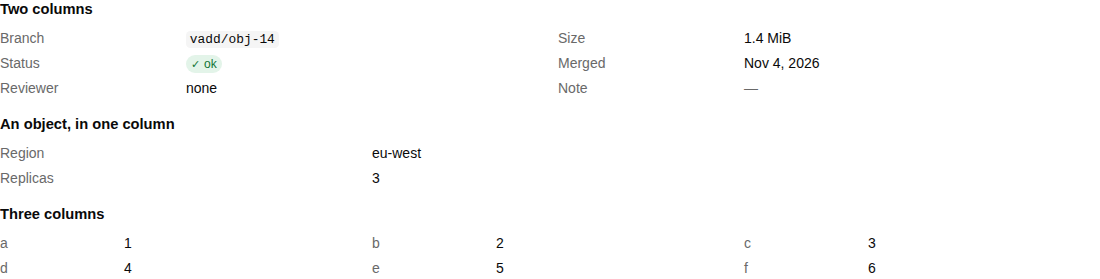 Two columns
Branch vadd/obj-14 Size 1.4 MiB
Status ✓ ok Merged Nov 4, 2026
Reviewer none Note —
An object, in one column
Region eu-west
Replicas 3
Three columns
a 1 b 2 c 3
d 4 e 5 f 6